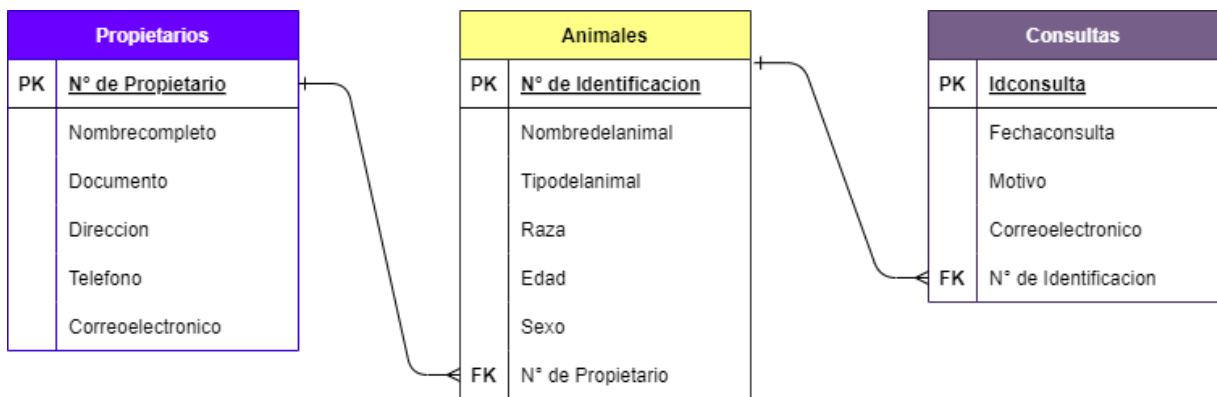 Propietarios
PK N° de Propietario
Nombrecompleto
Documento
Direccion
Telefono
Correoelectronico
Animales
PK N° de Identificacion
Nombredelanimal
Tipodelanimal
Raza
Edad
Sexo
FK N° de Propietario
Consultas
PK Idconsulta
Fechaconsulta
Motivo
Correoelectronico
FK N° de Identificacion